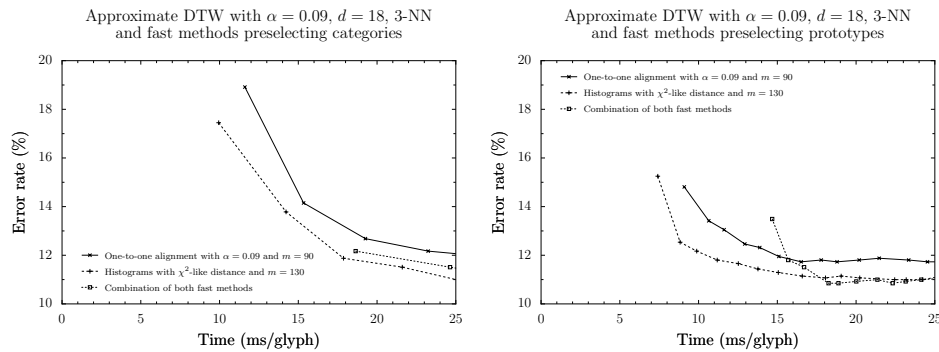 Approximate DTW with α = 0.09, d = 18, 3-NN
and fast methods preselecting categories
20
18
16
14
12
10
Error rate (%)
One-to-one alignment with α = 0.09 and m = 90
Histograms with χ²-like distance and m = 130
Combination of both fast methods
0 5 10 15 20 25
Time (ms/glyph)
Approximate DTW with α = 0.09, d = 18, 3-NN
and fast methods preselecting prototypes
20
18
16
14
12
10
Error rate (%)
One-to-one alignment with α = 0.09 and m = 90
Histograms with χ²-like distance and m = 130
Combination of both fast methods
0 5 10 15 20 25
Time (ms/glyph)